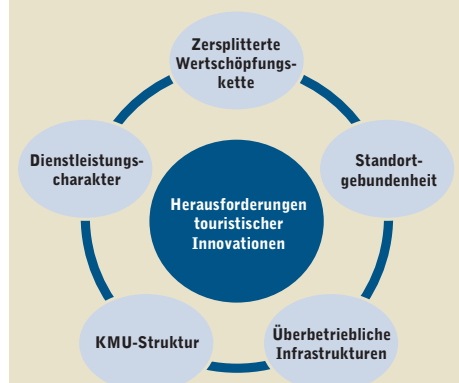 Zersplitterte
Wertschöpfungs-
kette
Dienstleistungs-
charakter
Standort-
gebundenheit
Herausforderungen
touristischer
Innovationen
KMU-Struktur
Überbetriebliche
Infrastrukturen